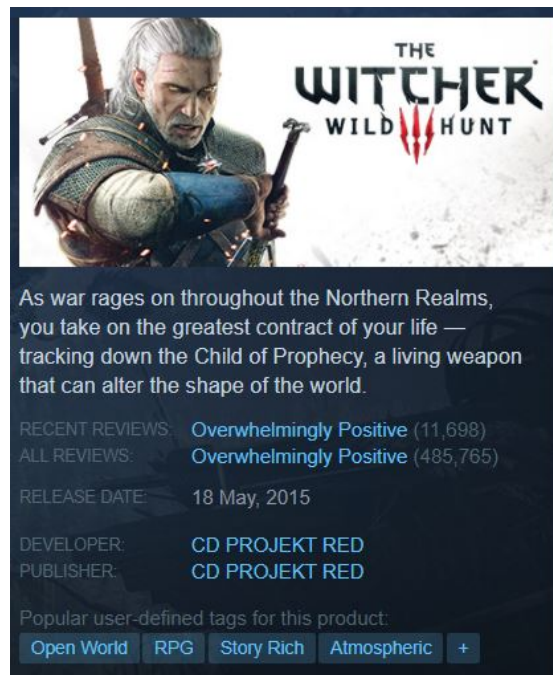 THE
WITCHER
WILD HUNT
As war rages on throughout the Northern Realms,
you take on the greatest contract of your life —
tracking down the Child of Prophecy, a living weapon
that can alter the shape of the world.
RECENT REVIEWS: Overwhelmingly Positive (11,698)
ALL REVIEWS: Overwhelmingly Positive (485,765)
RELEASE DATE: 18 May, 2015
DEVELOPER: CD PROJEKT RED
PUBLISHER: CD PROJEKT RED
Popular user-defined tags for this product:
Open World RPG Story Rich Atmospheric +